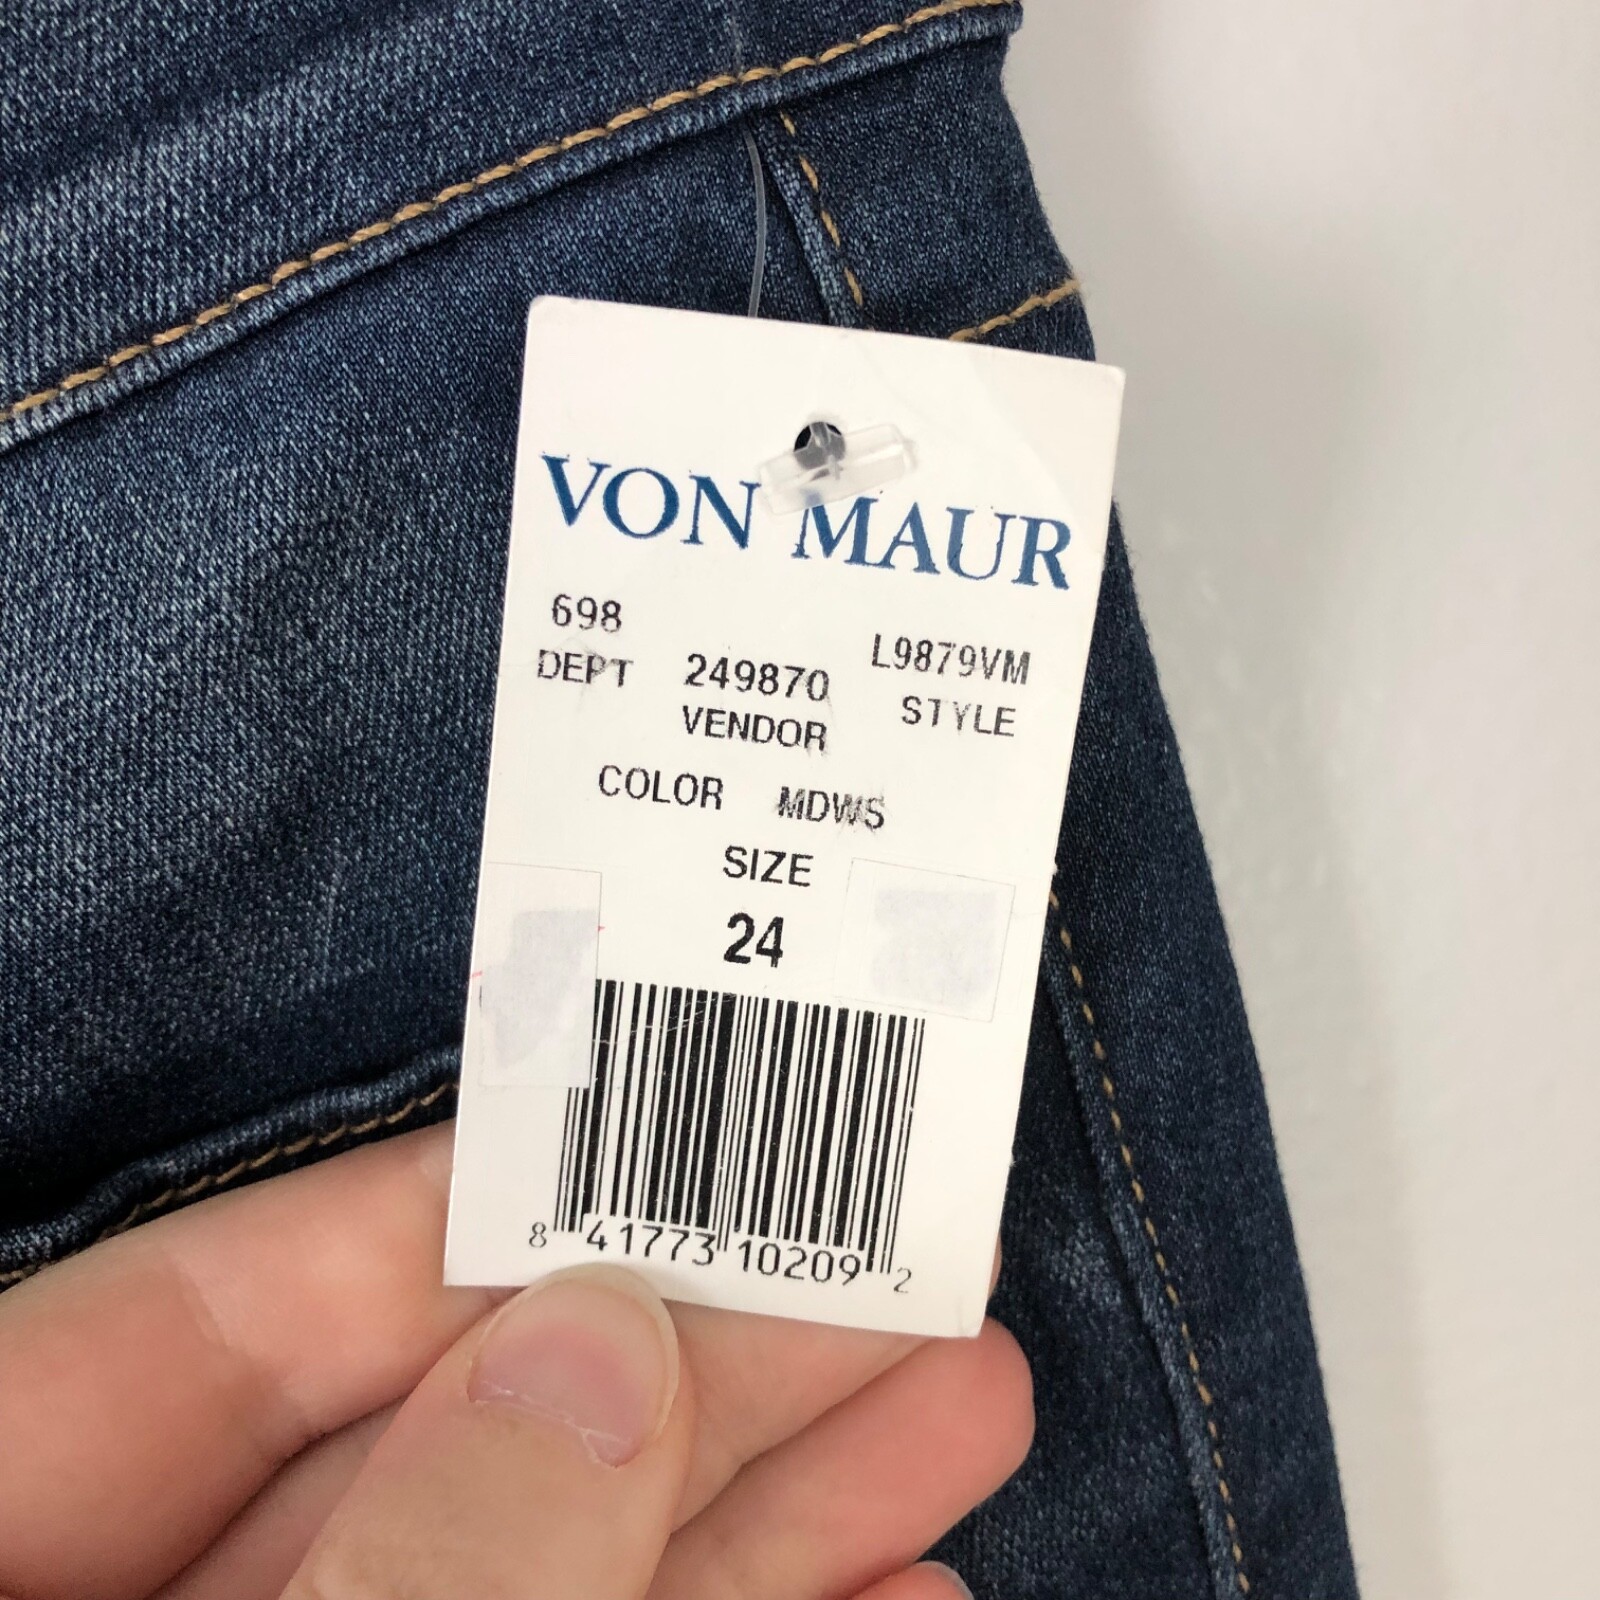 VON MAUR
698 L9879VM
DEPT 249870 STYLE
VENDOR
COLOR MDWS
SIZE
24
8 41773 10209 2